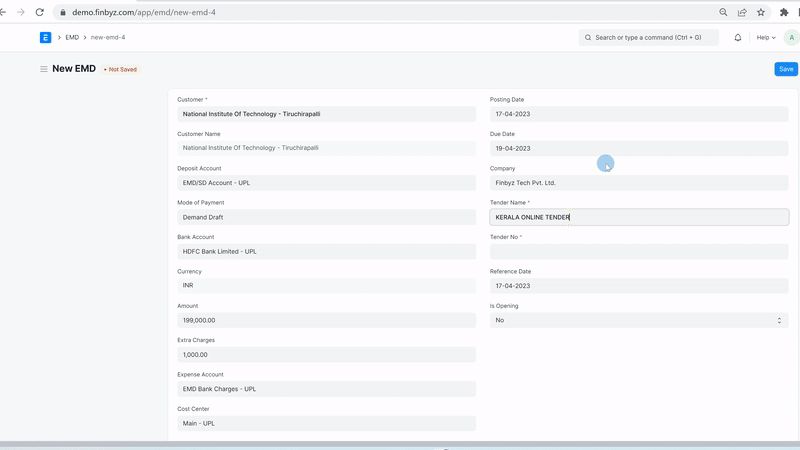 demo.finbyz.com/app/emd/new-emd-4
E > EMD > new-emd-4
Search or type a command (Ctrl + G)
Help
A
New EMD • Not Saved
Save
Customer *
National Institute Of Technology - Tiruchirapalli
Customer Name
National Institute Of Technology - Tiruchirapalli
Deposit Account
EMD/SD Account - UPL
Mode of Payment
Demand Draft
Bank Account
HDFC Bank Limited - UPL
Currency
INR
Amount
199,000.00
Extra Charges
1,000.00
Expense Account
EMD Bank Charges - UPL
Cost Center
Main - UPL
Posting Date
17-04-2023
Due Date
19-04-2023
Company
Finbyz Tech Pvt. Ltd.
Tender Name *
KERALA ONLINE TENDER
Tender No *
Reference Date
17-04-2023
Is Opening
No